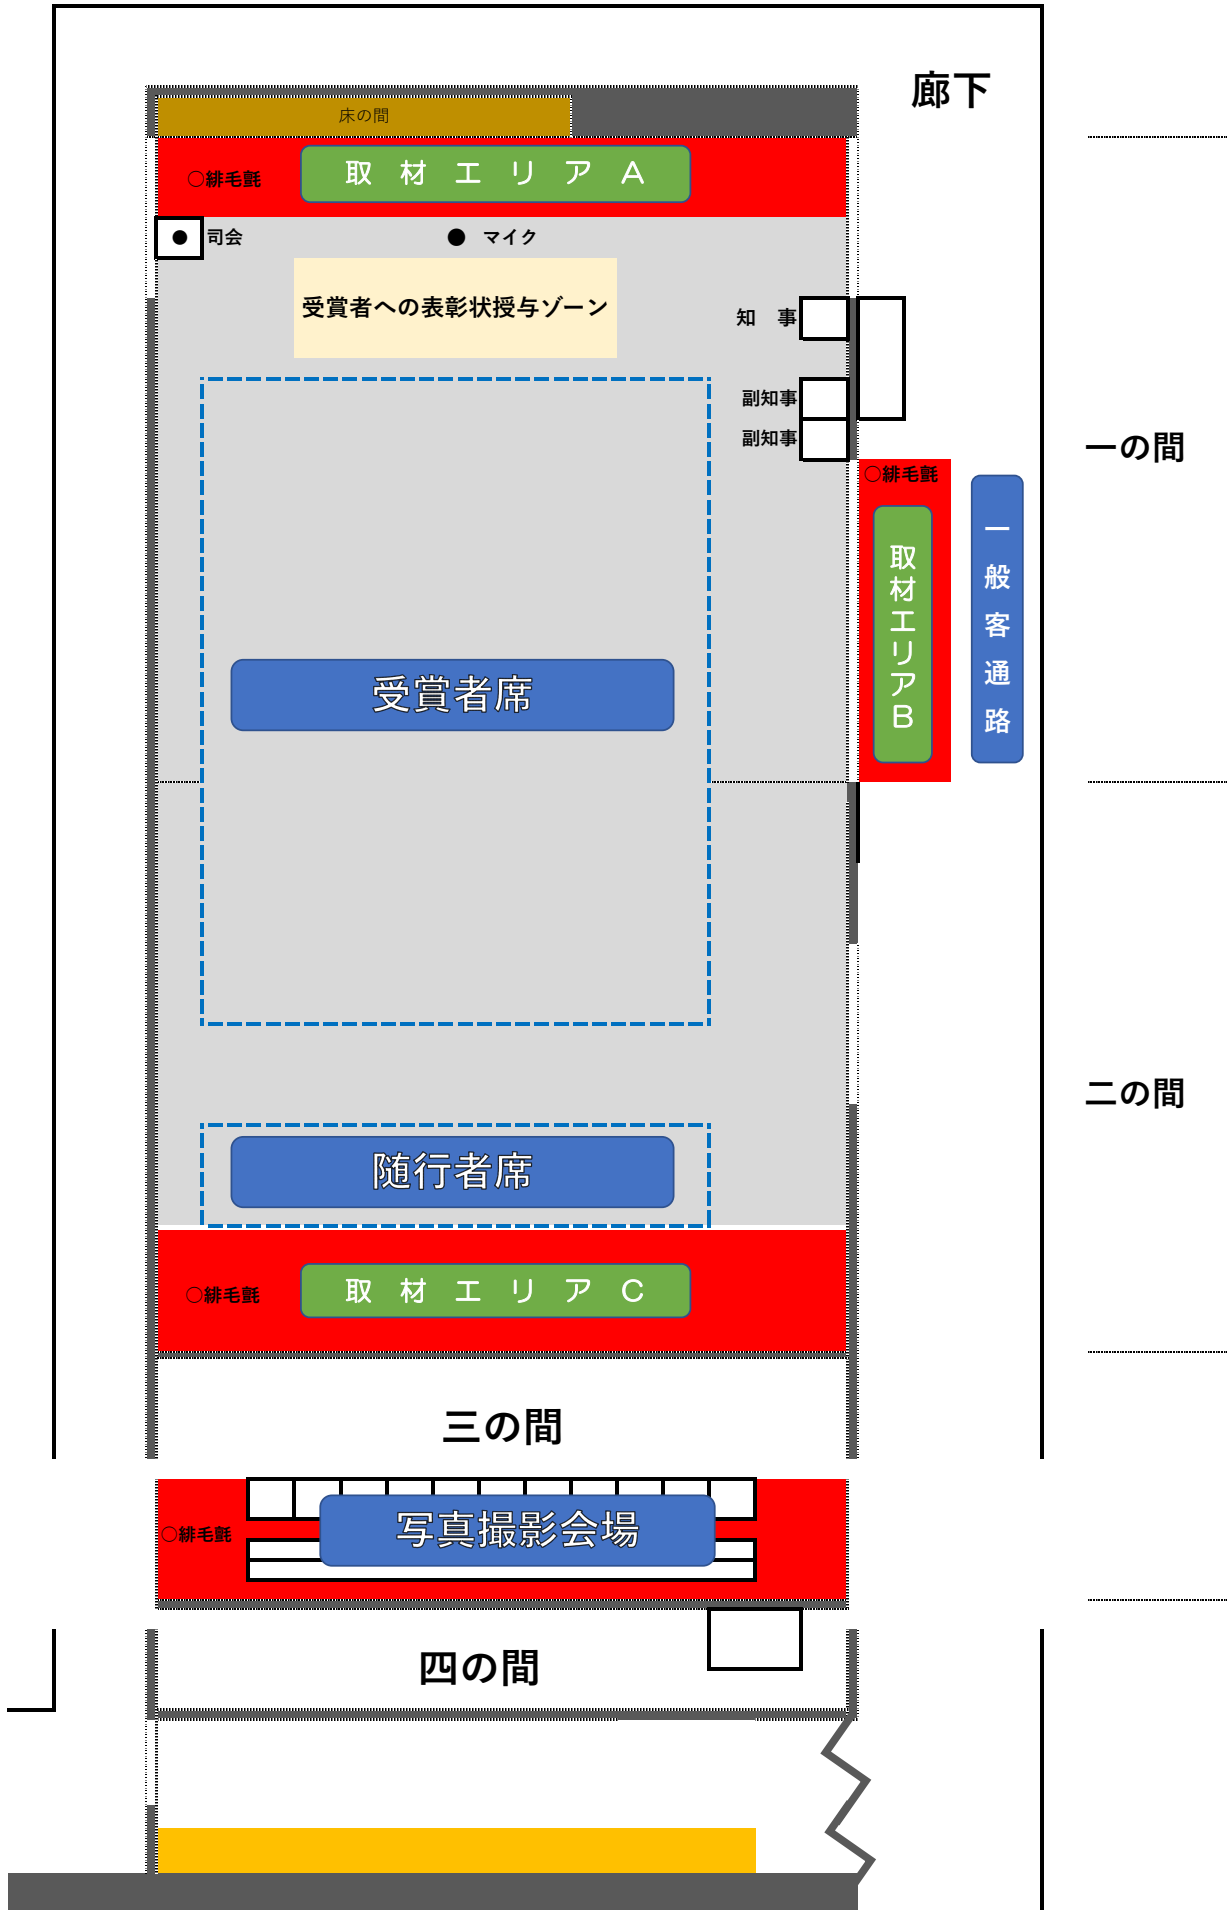 廊下
床の間
○緋毛氈
取材エリアA
司会
● マイク
受賞者への表彰状授与ゾーン
知 事
副知事
副知事
一の間
○緋毛氈
取材エリアB
一般客通路
受賞者席
二の間
随行者席
○緋毛氈
取材エリアC
三の間
○緋毛氈
写真撮影会場
四の間